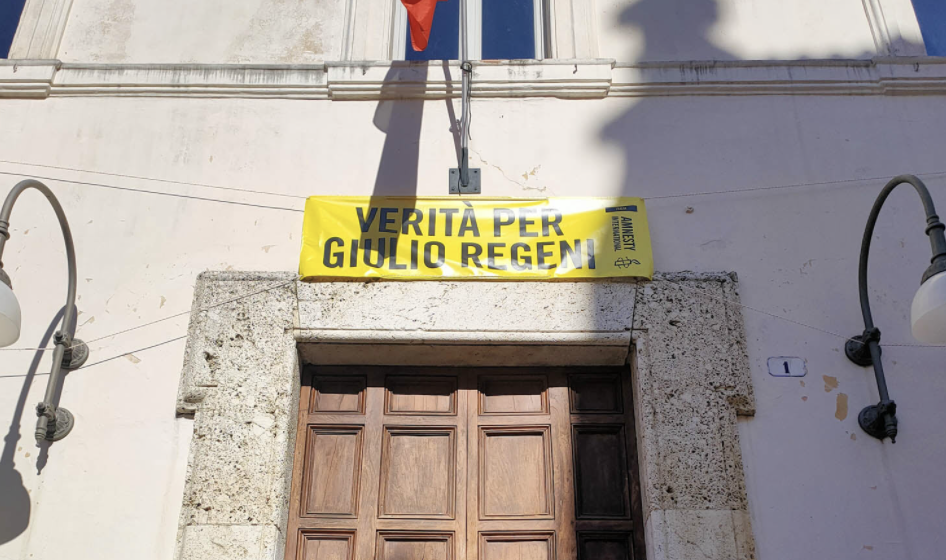 VERITÀ PER
GIULIO REGENI
AMNESTY
INTERNATIONAL
1